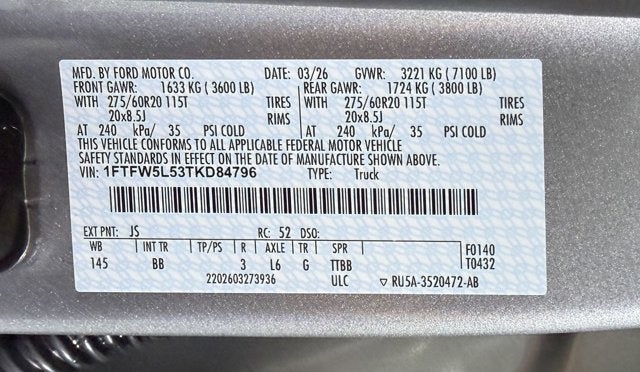 MFD. BY FORD MOTOR CO. DATE: 03/26 GVWR: 3221 KG (7100 LB)
FRONT GAWR: 1633 KG (3600 LB) REAR GAWR: 1724 KG (3800 LB)
WITH 275/60R20 115T TIRES WITH 275/60R20 115T TIRES
20x8.5J RIMS 20x8.5J RIMS
AT 240 kPa/ 35 PSI COLD AT 240 kPa/ 35 PSI COLD
THIS VEHICLE CONFORMS TO ALL APPLICABLE FEDERAL MOTOR VEHICLE
SAFETY STANDARDS IN EFFECT ON THE DATE OF MANUFACTURE SHOWN ABOVE.
VIN: 1FTFW5L53TKD84796 TYPE: Truck
EXT PNT: JS RC: 52 DSO:
WB INT TR TP/PS R AXLE TR SPR F0140
145 BB 3 L6 G TTBB T0432
2202603273936 ULC ▽ RU5A-3520472-AB